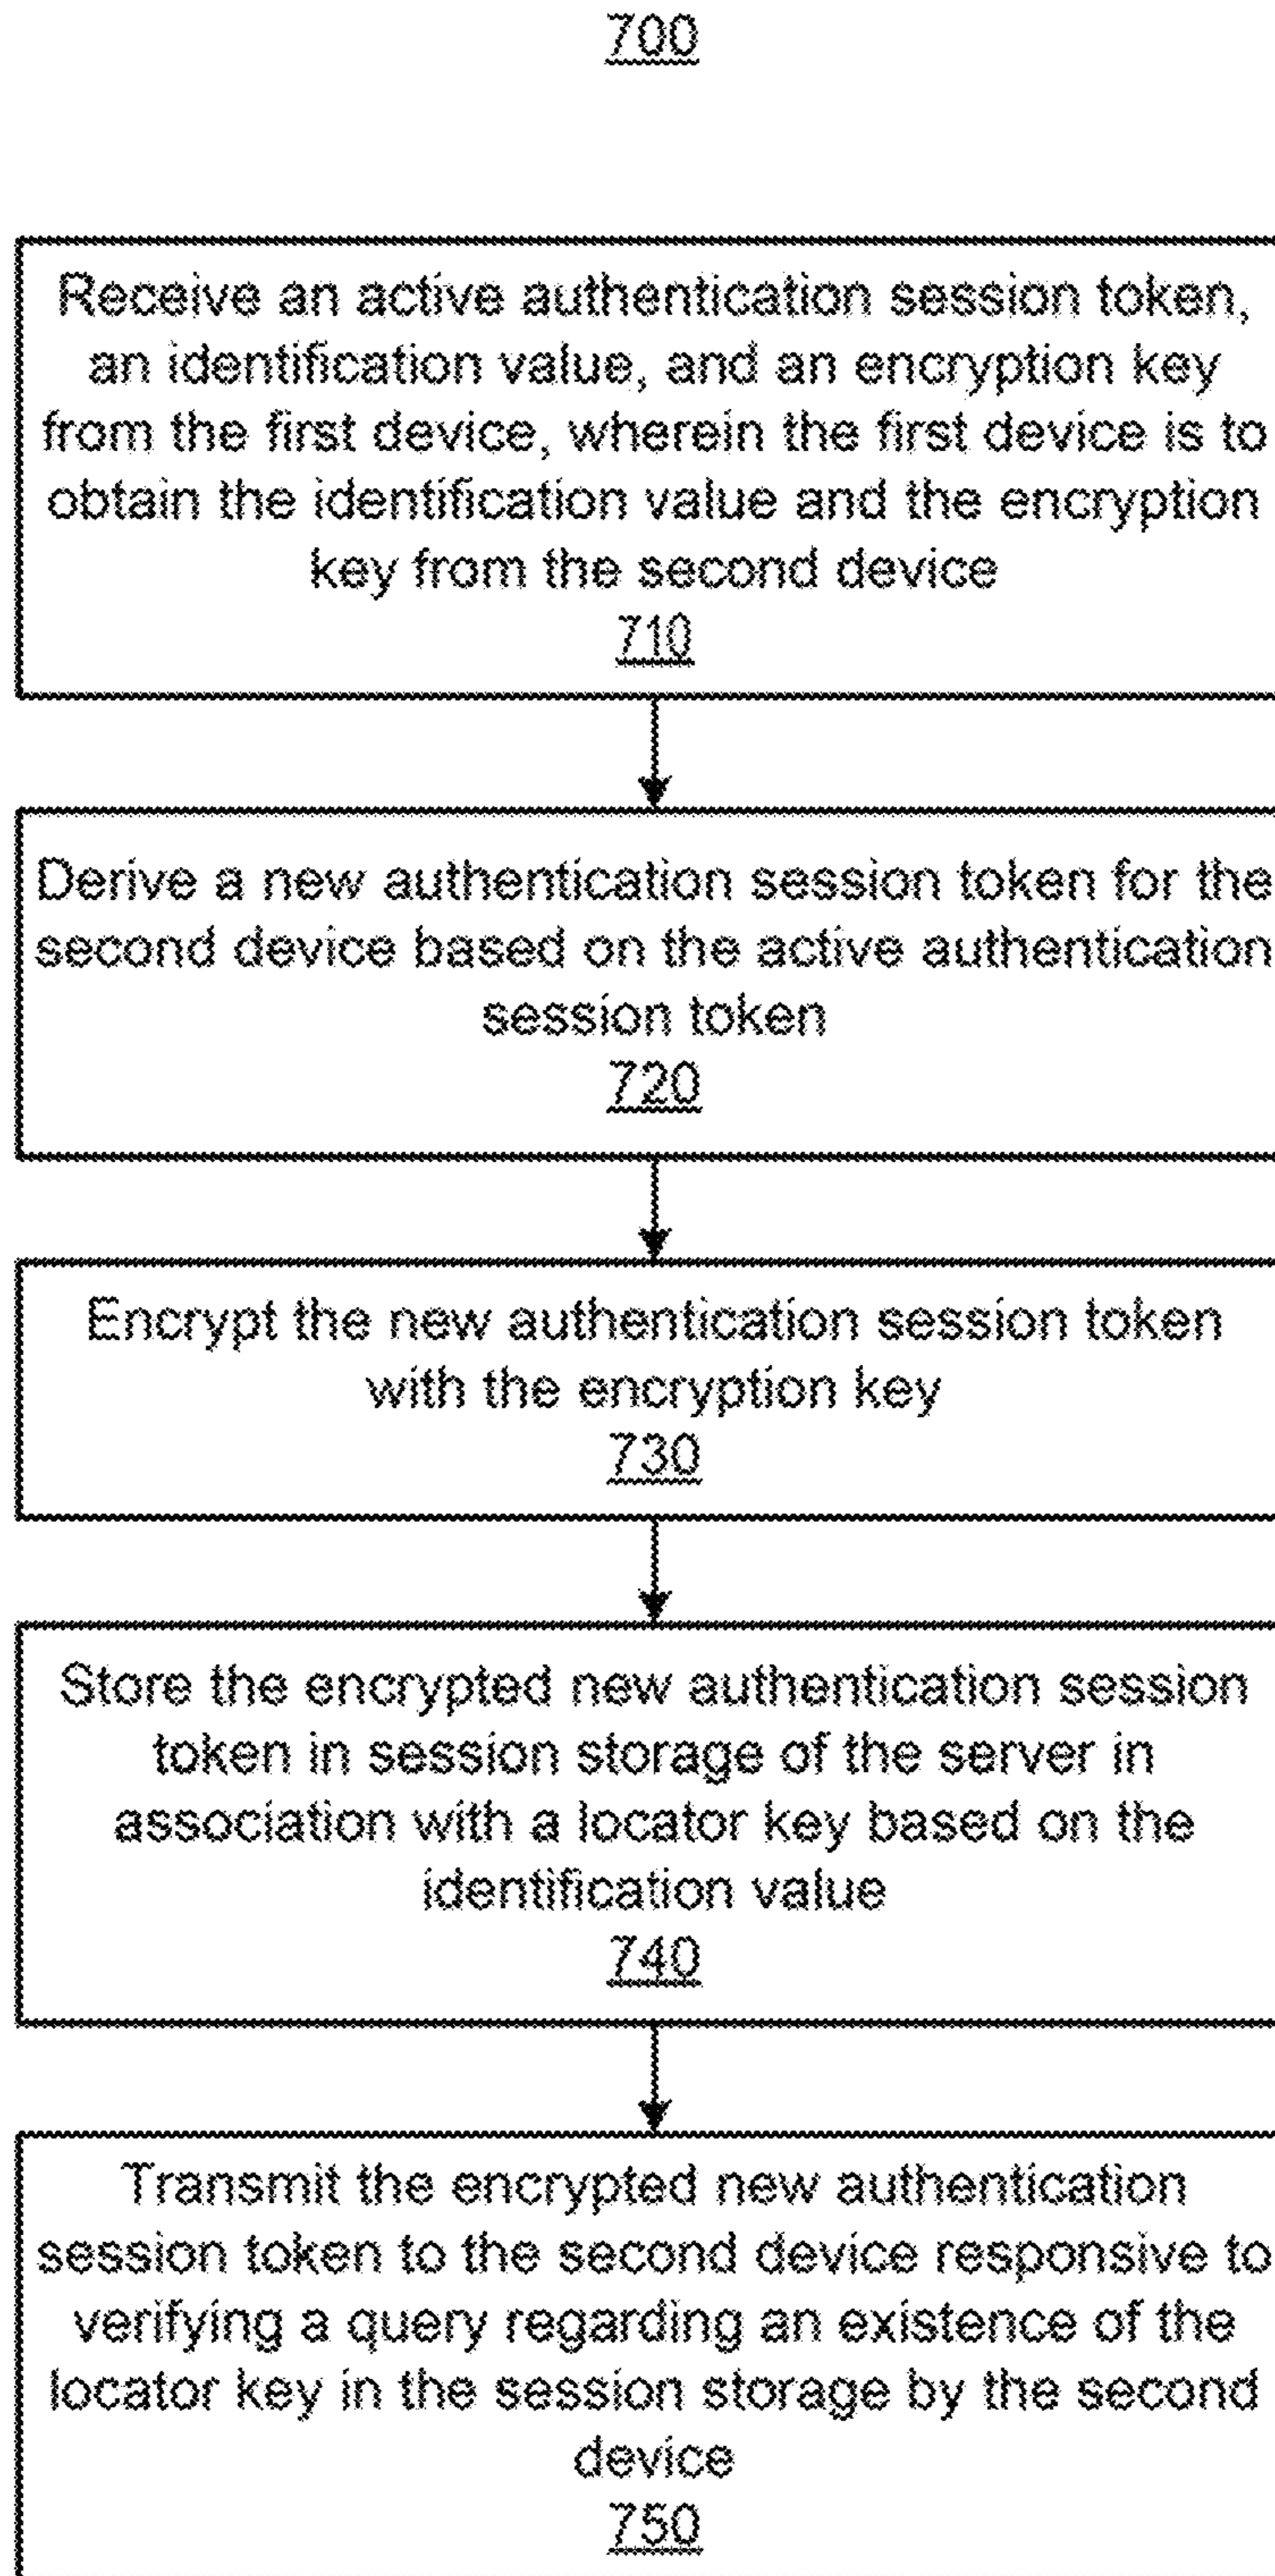 700
Receive an active authentication session token,
an identification value, and an encryption key
from the first device, wherein the first device is to
obtain the identification value and the encryption
key from the second device
710
Derive a new authentication session token for the
second device based on the active authentication
session token
720
Encrypt the new authentication session token
with the encryption key
730
Store the encrypted new authentication session
token in session storage of the server in
association with a locator key based on the
identification value
740
Transmit the encrypted new authentication
session token to the second device responsive to
verifying a query regarding an existence of the
locator key in the session storage by the second
device
750